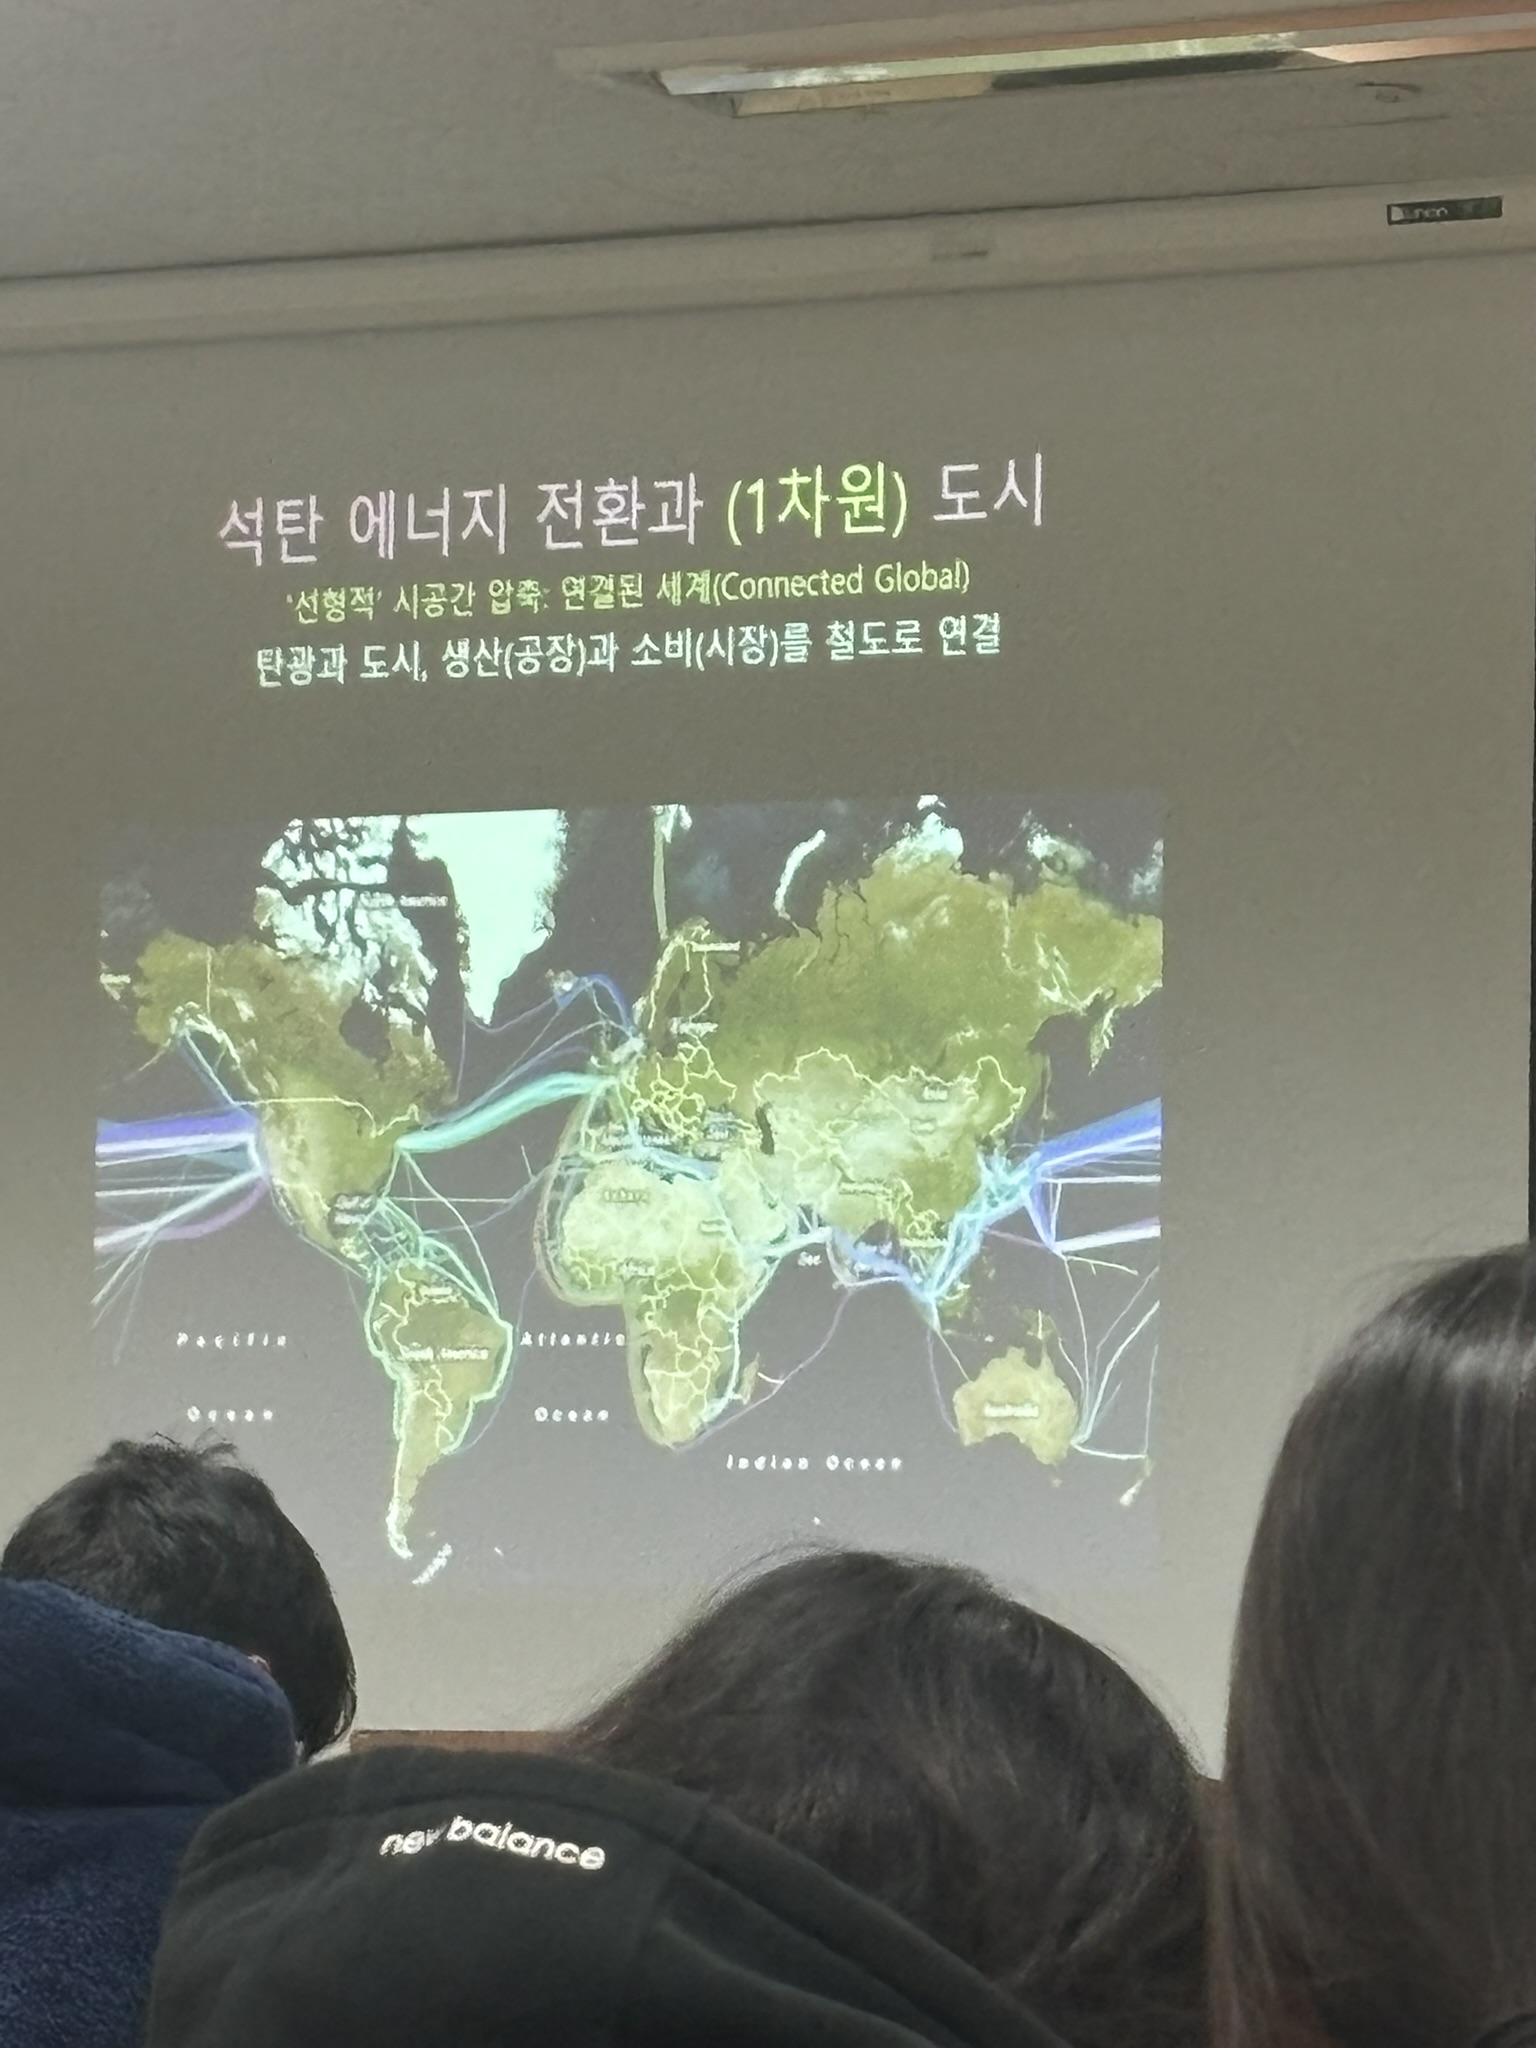 석탄 에너지 전환과 (1차원) 도시
'선형적' 시공간 압축: 연결된 세계(Connected Global)
탄광과 도시, 생산(공장)과 소비(시장)를 철도로 연결
Pacific
Ocean
Atlantic
Ocean
Indian Ocean
South America
Africa
Australia
new balance